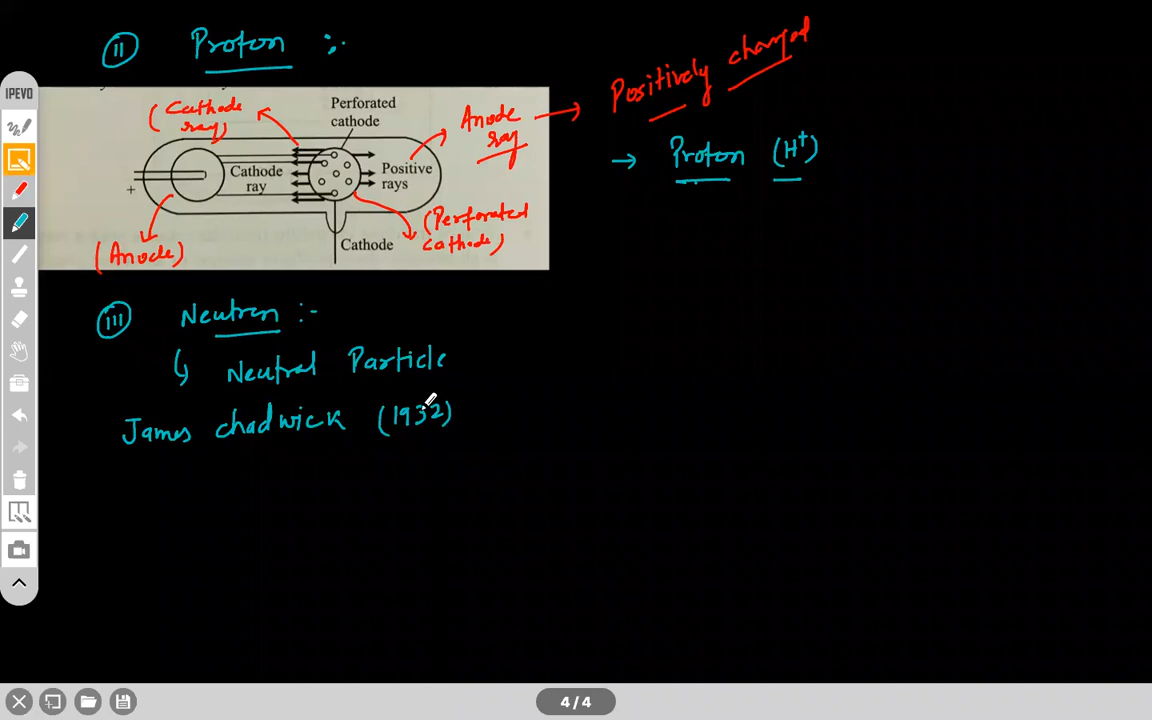 (ii) Proton :-
IPEVO
(Cathode ray)
Perforated cathode
Anode ray → Positively charged
→ Proton (H+)
+
Cathode ray
Positive rays
(Anode)
(Perforated cathode)
Cathode
(iii) Neutron :-
↳ Neutral Particle
James chadwick (1932)
4 / 4